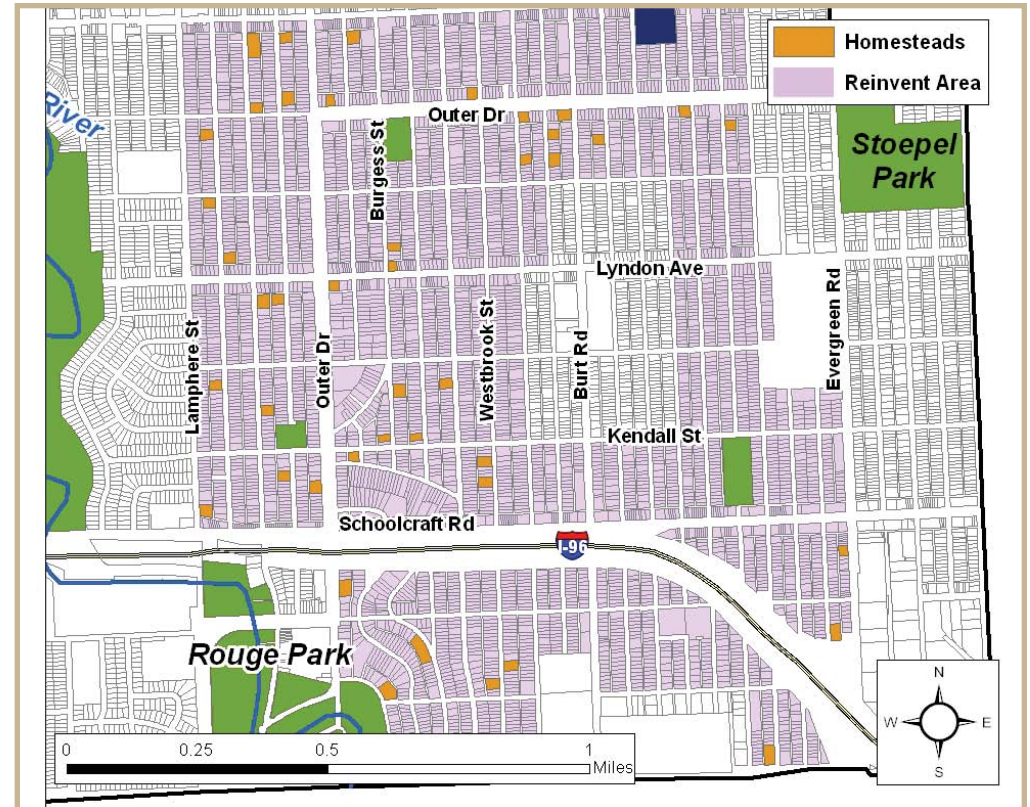 Homesteads
Reinvent Area
River
Outer Dr
Burgess St
Stoepel
Park
Lyndon Ave
Lamphere St
Outer Dr
Westbrook St
Burt Rd
Evergreen Rd
Kendall St
Schoolcraft Rd
I-96
Rouge Park
N
W E
S
0 0.25 0.5 1
Miles